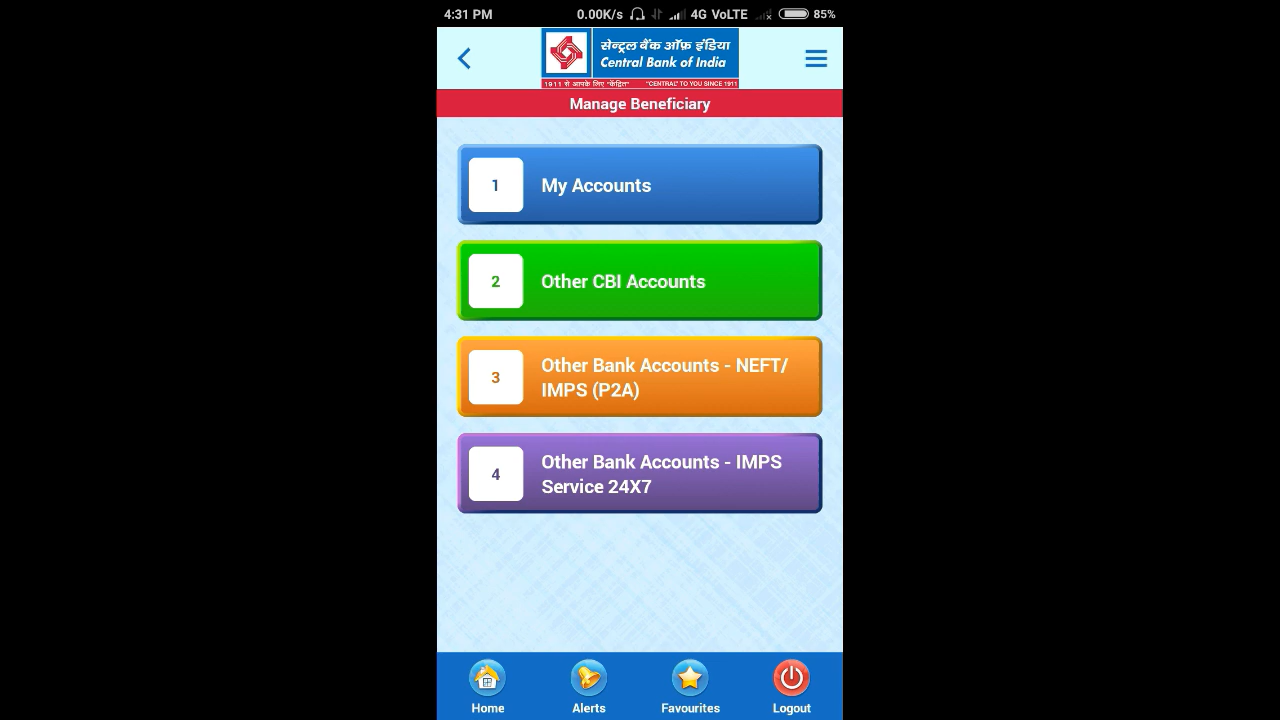 4:31 PM 0.00K/s 4G VoLTE 85%
सेन्ट्रल बैंक ऑफ़ इंडिया
Central Bank of India
1911 से आपके लिए "केंद्रित" "CENTRAL" TO YOU SINCE 1911
Manage Beneficiary
1 My Accounts
2 Other CBI Accounts
3 Other Bank Accounts - NEFT/
IMPS (P2A)
4 Other Bank Accounts - IMPS
Service 24X7
Home Alerts Favourites Logout